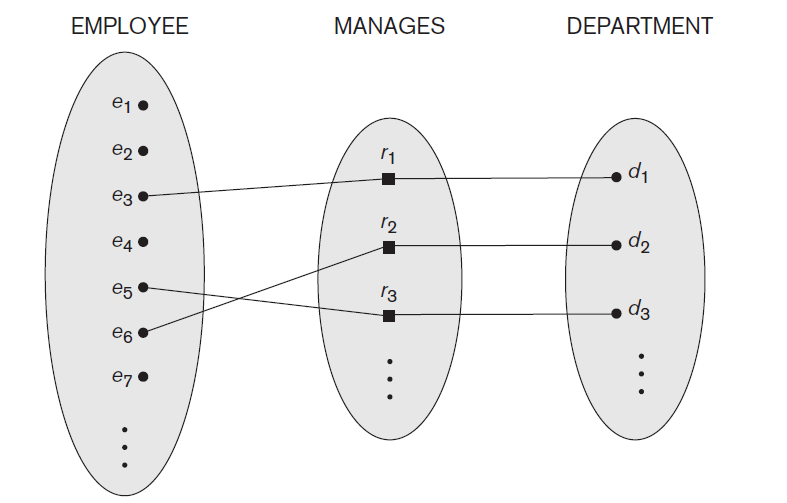 EMPLOYEE MANAGES DEPARTMENT
e1
e2
e3
e4
e5
e6
e7
r1
r2
r3
d1
d2
d3